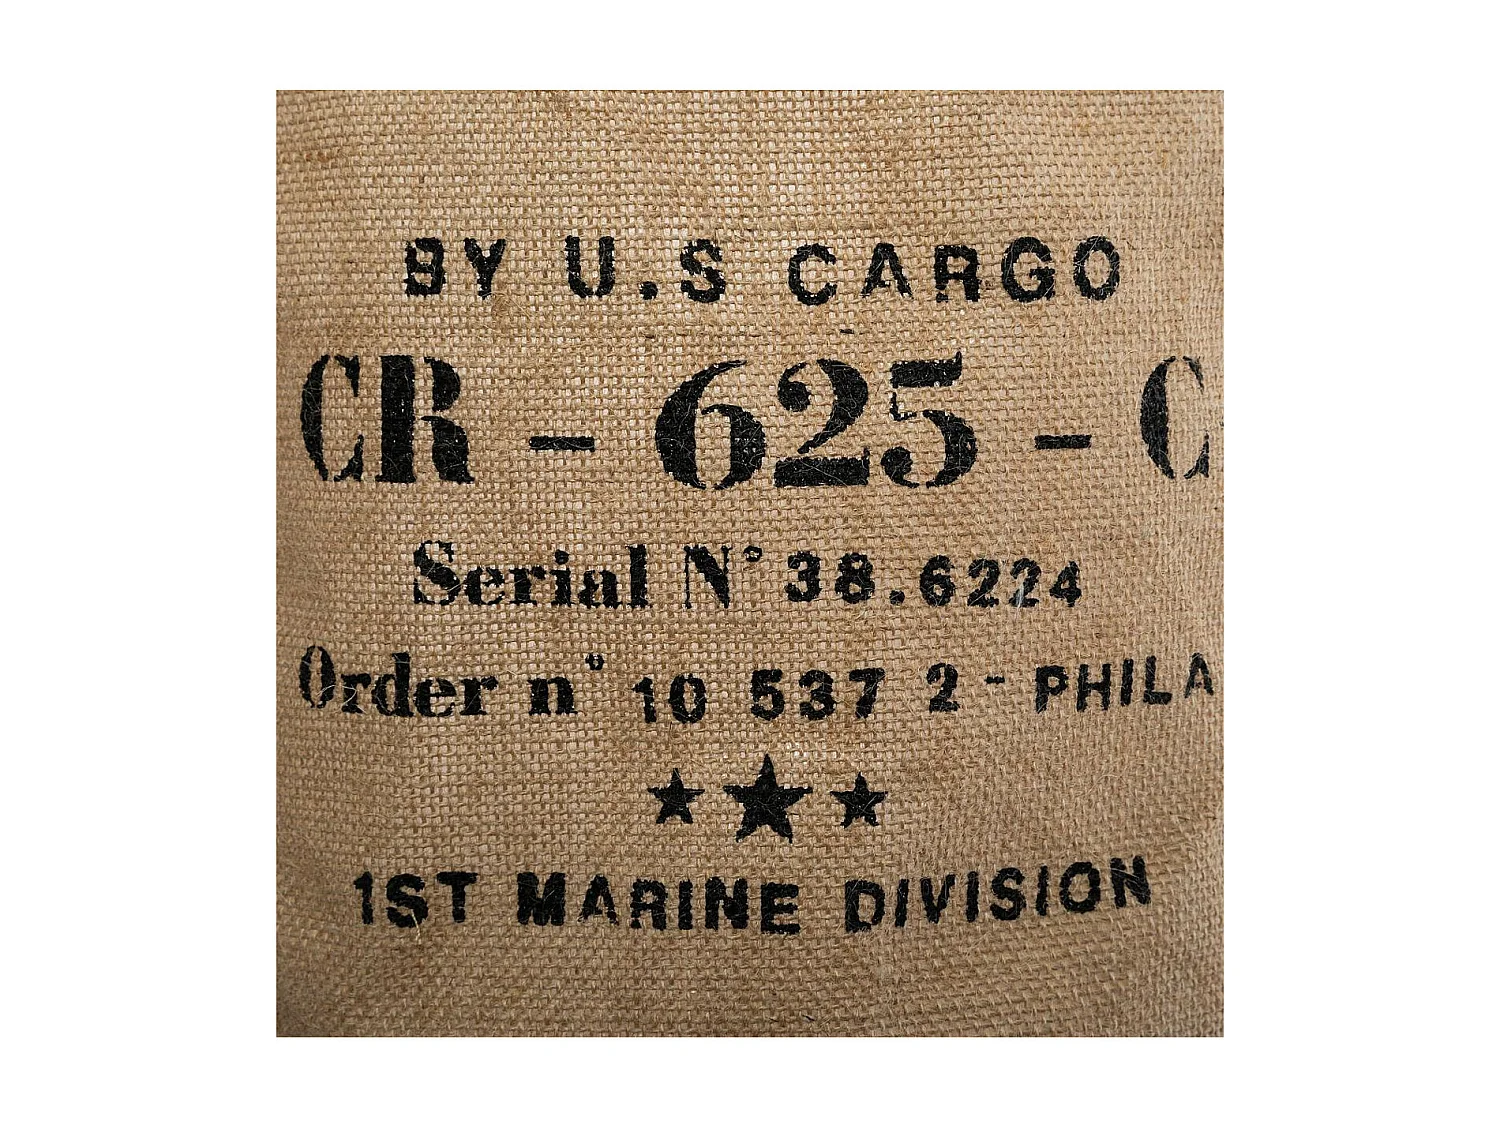 BY U.S CARGO
CR - 625 - C
Serial N° 38.6224
Order n° 10 537 2 - PHILA
1ST MARINE DIVISION